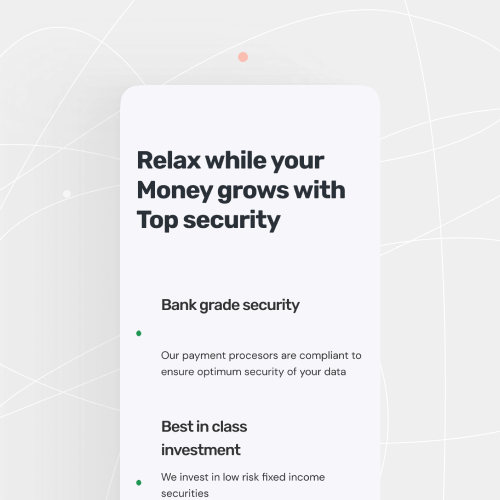 Relax while your
Money grows with
Top security
Bank grade security
Our payment procesors are compliant to
ensure optimum security of your data
Best in class
investment
We invest in low risk fixed income
securities